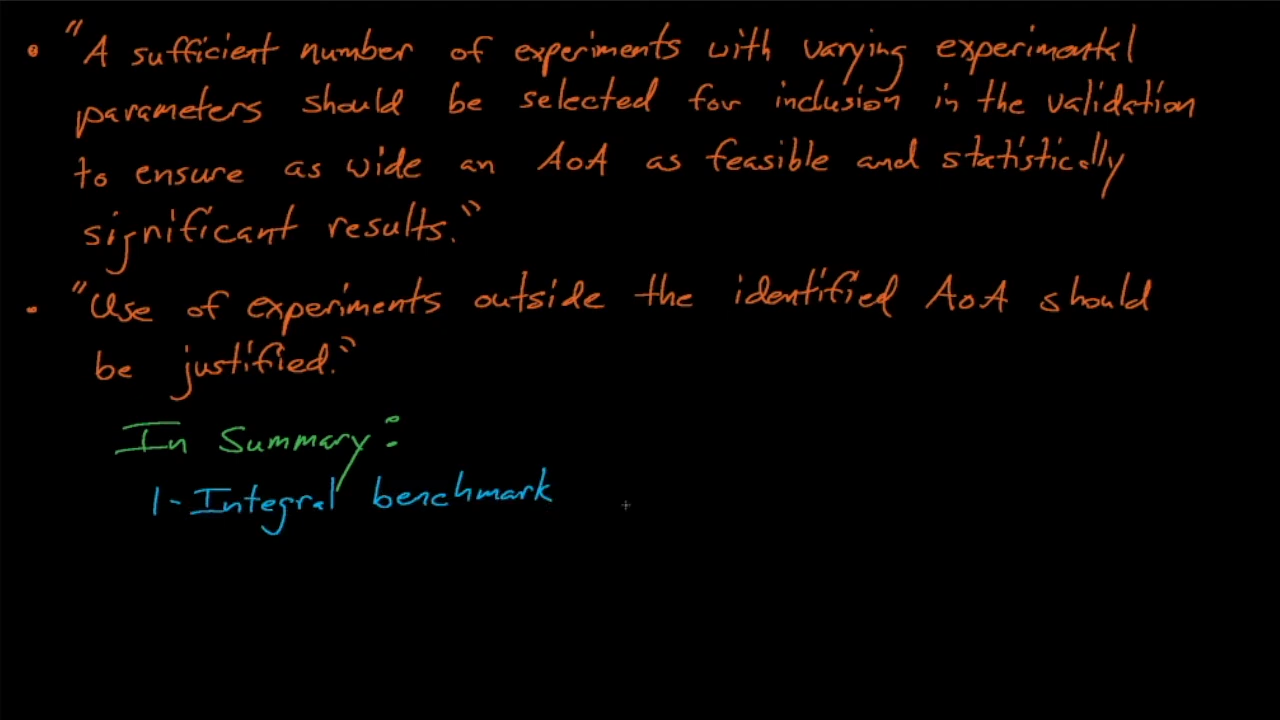 • "A sufficient number of experiments with varying experimental
parameters should be selected for inclusion in the validation
to ensure as wide an AoA as feasible and statistically
significant results."
• "Use of experiments outside the identified AoA should
be justified."
In Summary:
1-Integral benchmark